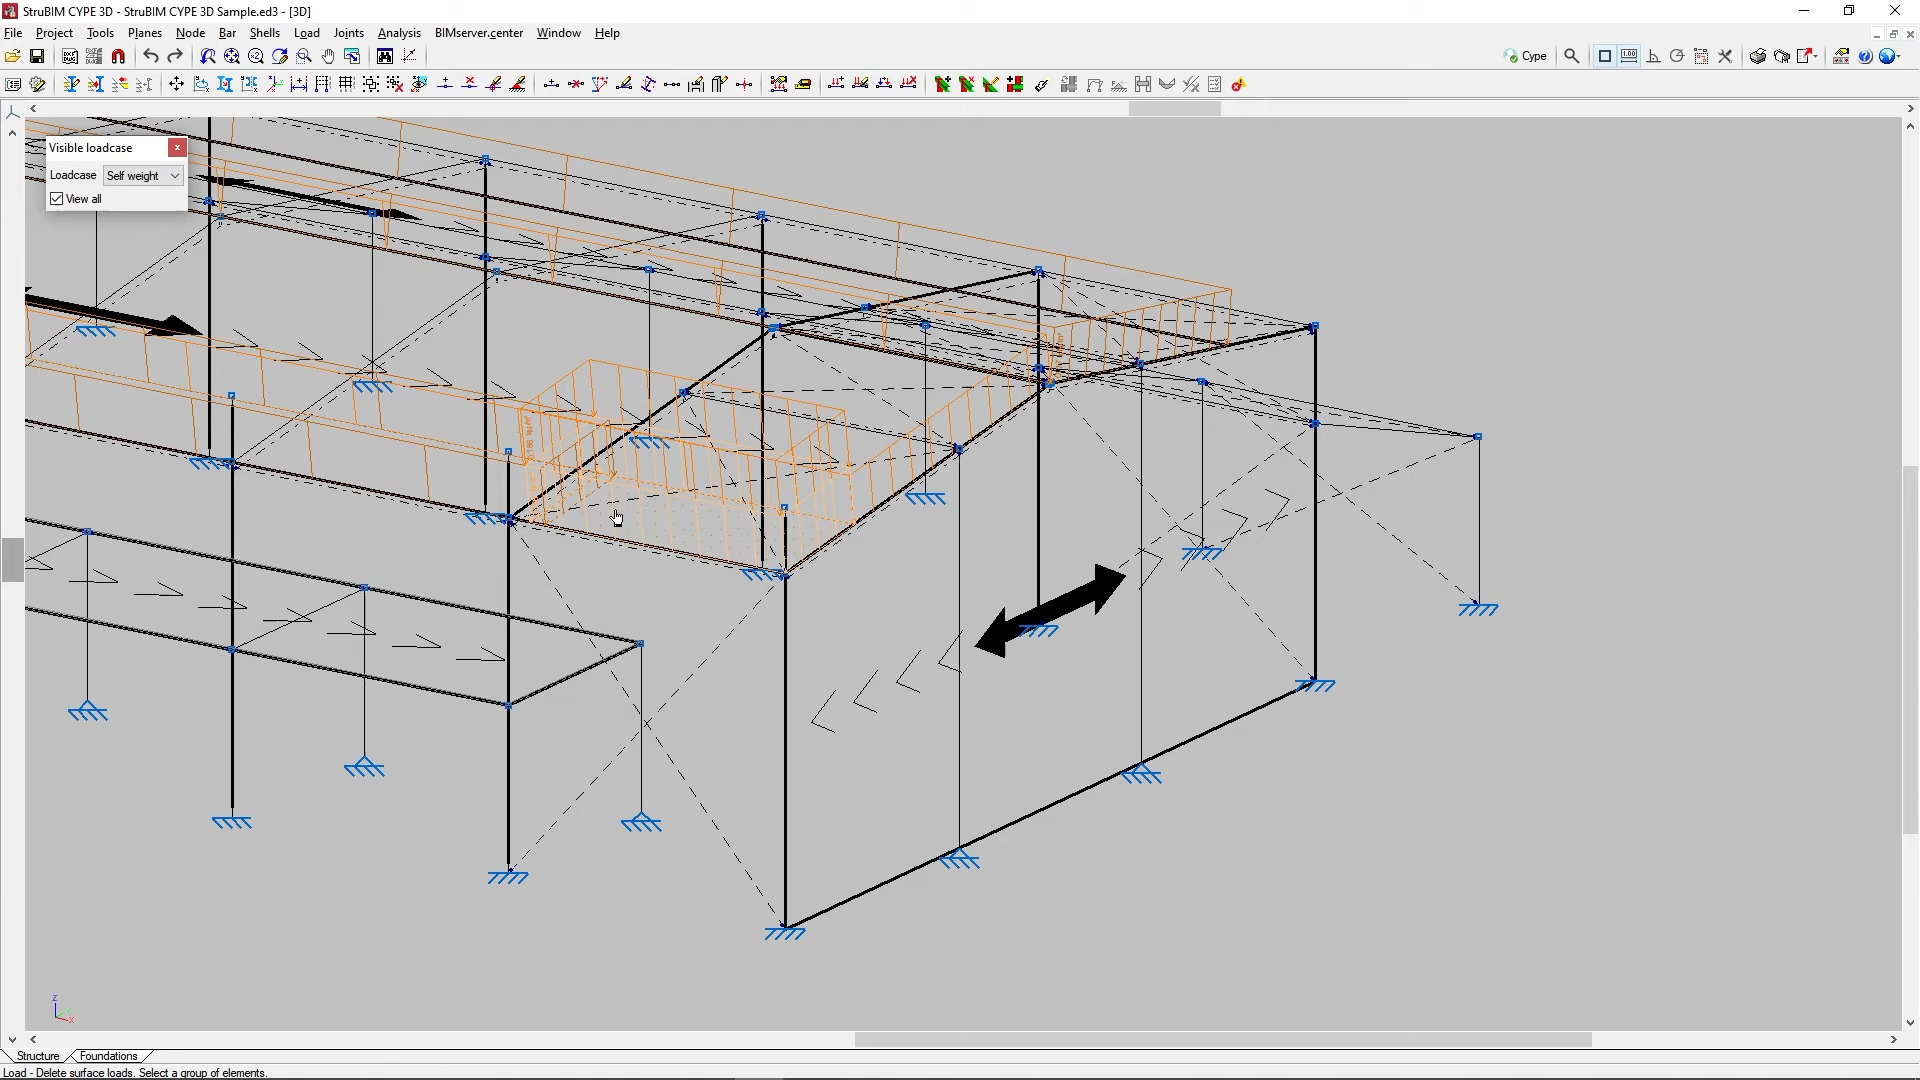 StruBIM CYPE 3D - StruBIM CYPE 3D Sample.ed3 - [3D]
File Project Tools Planes Node Bar Shells Load Joints Analysis BIMserver.center Window Help
Cype
Visible loadcase
Loadcase Self weight
View all
Structure Foundations
Load - Delete surface loads. Select a group of elements.